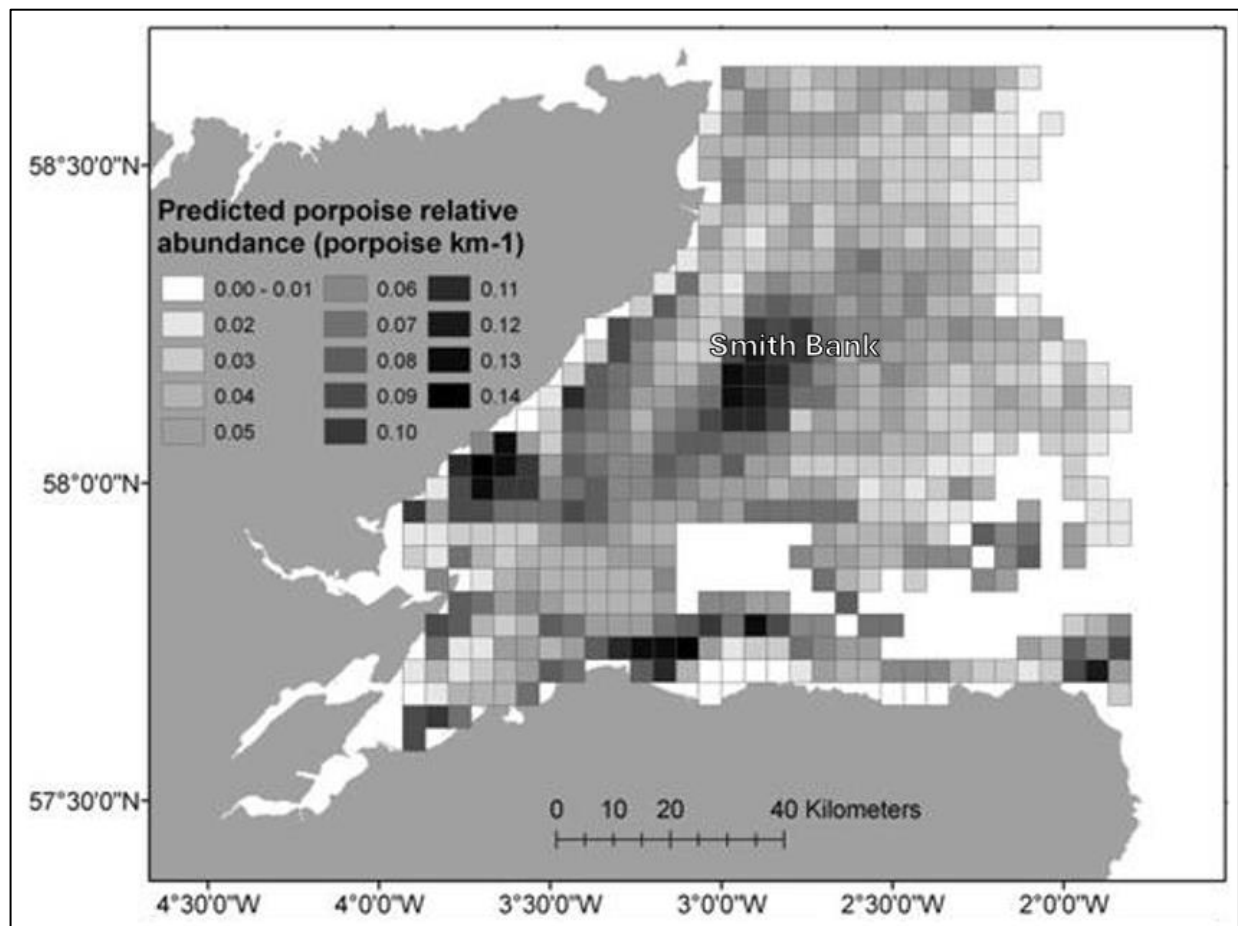 58°30'0"N
Predicted porpoise relative
abundance (porpoise km-1)
0.00 - 0.01 0.06 0.11
0.02 0.07 0.12
0.03 0.08 0.13
0.04 0.09 0.14
0.05 0.10
Smith Bank
58°0'0"N
57°30'0"N
0 10 20 40 Kilometers
4°30'0"W 4°0'0"W 3°30'0"W 3°0'0"W 2°30'0"W 2°0'0"W